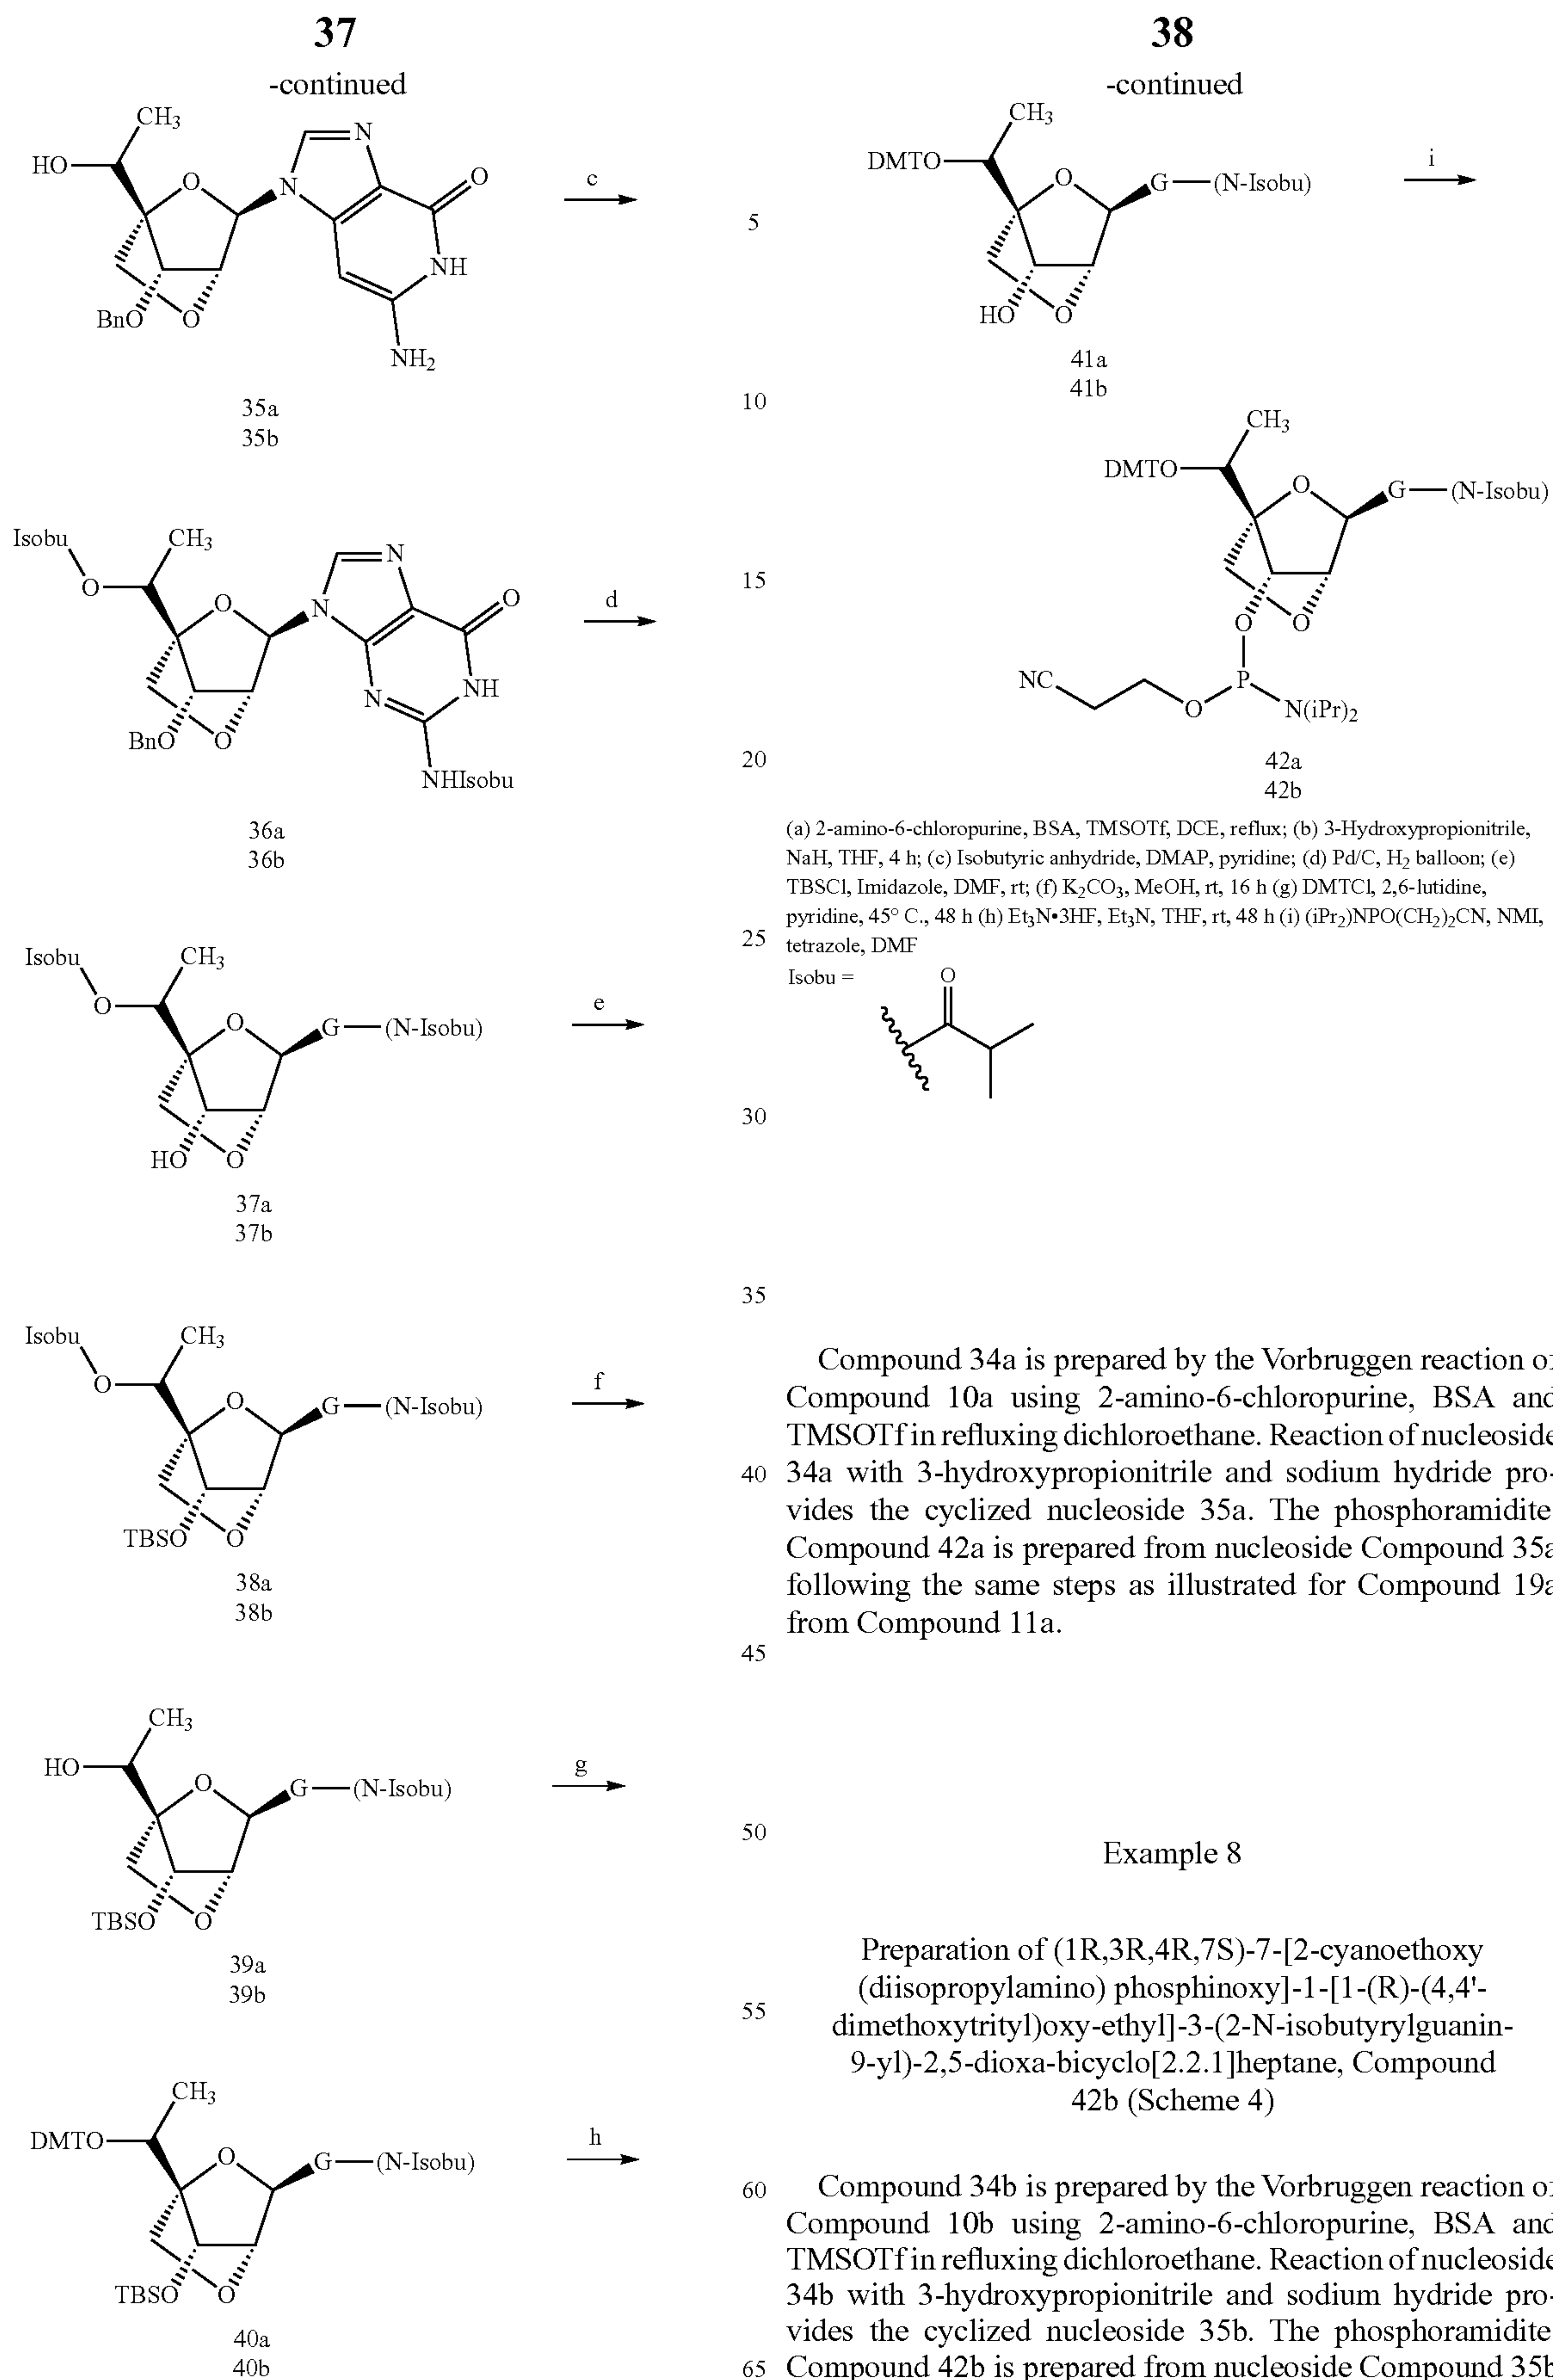 37
-continued
CH3
HO
O
N
N
O
NH
NH2
BnO
O
c
35a
35b
Isobu
CH3
O
O
N
N
O
NH
N
NHIsobu
BnO
O
d
36a
36b
Isobu
CH3
O
O
G—(N-Isobu)
HO
O
e
37a
37b
Isobu
CH3
O
O
G—(N-Isobu)
TBSO
O
f
38a
38b
CH3
HO
O
G—(N-Isobu)
TBSO
O
g
39a
39b
CH3
DMTO
O
G—(N-Isobu)
TBSO
O
h
40a
40b
5
10
15
20
25
30
35
40
45
50
55
60
65
38
-continued
CH3
DMTO
O
G—(N-Isobu)
HO
O
i
41a
41b
CH3
DMTO
O
G—(N-Isobu)
O
O
NC
O
P
N(iPr)2
42a
42b
(a) 2-amino-6-chloropurine, BSA, TMSOTf, DCE, reflux; (b) 3-Hydroxypropionitrile,
NaH, THF, 4 h; (c) Isobutyric anhydride, DMAP, pyridine; (d) Pd/C, H2 balloon; (e)
TBSCl, Imidazole, DMF, rt; (f) K2CO3, MeOH, rt, 16 h (g) DMTCl, 2,6-lutidine,
pyridine, 45° C., 48 h (h) Et3N•3HF, Et3N, THF, rt, 48 h (i) (iPr2)NPO(CH2)2CN, NMI,
tetrazole, DMF
Isobu =
O
Compound 34a is prepared by the Vorbruggen reaction of
Compound 10a using 2-amino-6-chloropurine, BSA and
TMSOTf in refluxing dichloroethane. Reaction of nucleoside
34a with 3-hydroxypropionitrile and sodium hydride pro-
vides the cyclized nucleoside 35a. The phosphoramidite
Compound 42a is prepared from nucleoside Compound 35a
following the same steps as illustrated for Compound 19a
from Compound 11a.
Example 8
Preparation of (1R,3R,4R,7S)-7-[2-cyanoethoxy
(diisopropylamino) phosphinoxy]-1-[1-(R)-(4,4'-
dimethoxytrityl)oxy-ethyl]-3-(2-N-isobutyrylguanin-
9-yl)-2,5-dioxa-bicyclo[2.2.1]heptane, Compound
42b (Scheme 4)
Compound 34b is prepared by the Vorbruggen reaction of
Compound 10b using 2-amino-6-chloropurine, BSA and
TMSOTf in refluxing dichloroethane. Reaction of nucleoside
34b with 3-hydroxypropionitrile and sodium hydride pro-
vides the cyclized nucleoside 35b. The phosphoramidite
Compound 42b is prepared from nucleoside Compound 35b